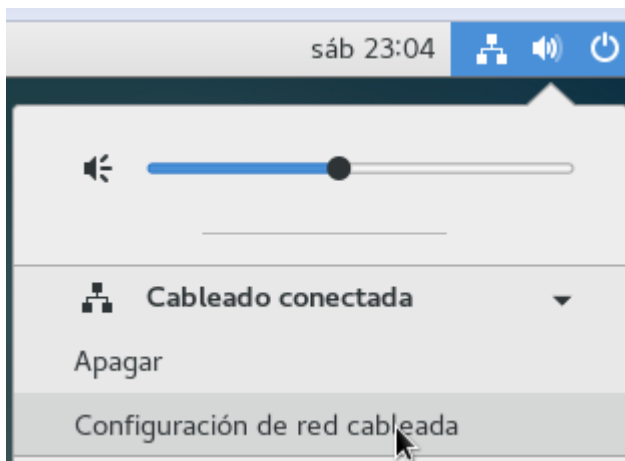 sáb 23:04
Cableado conectada
Apagar
Configuración de red cableada